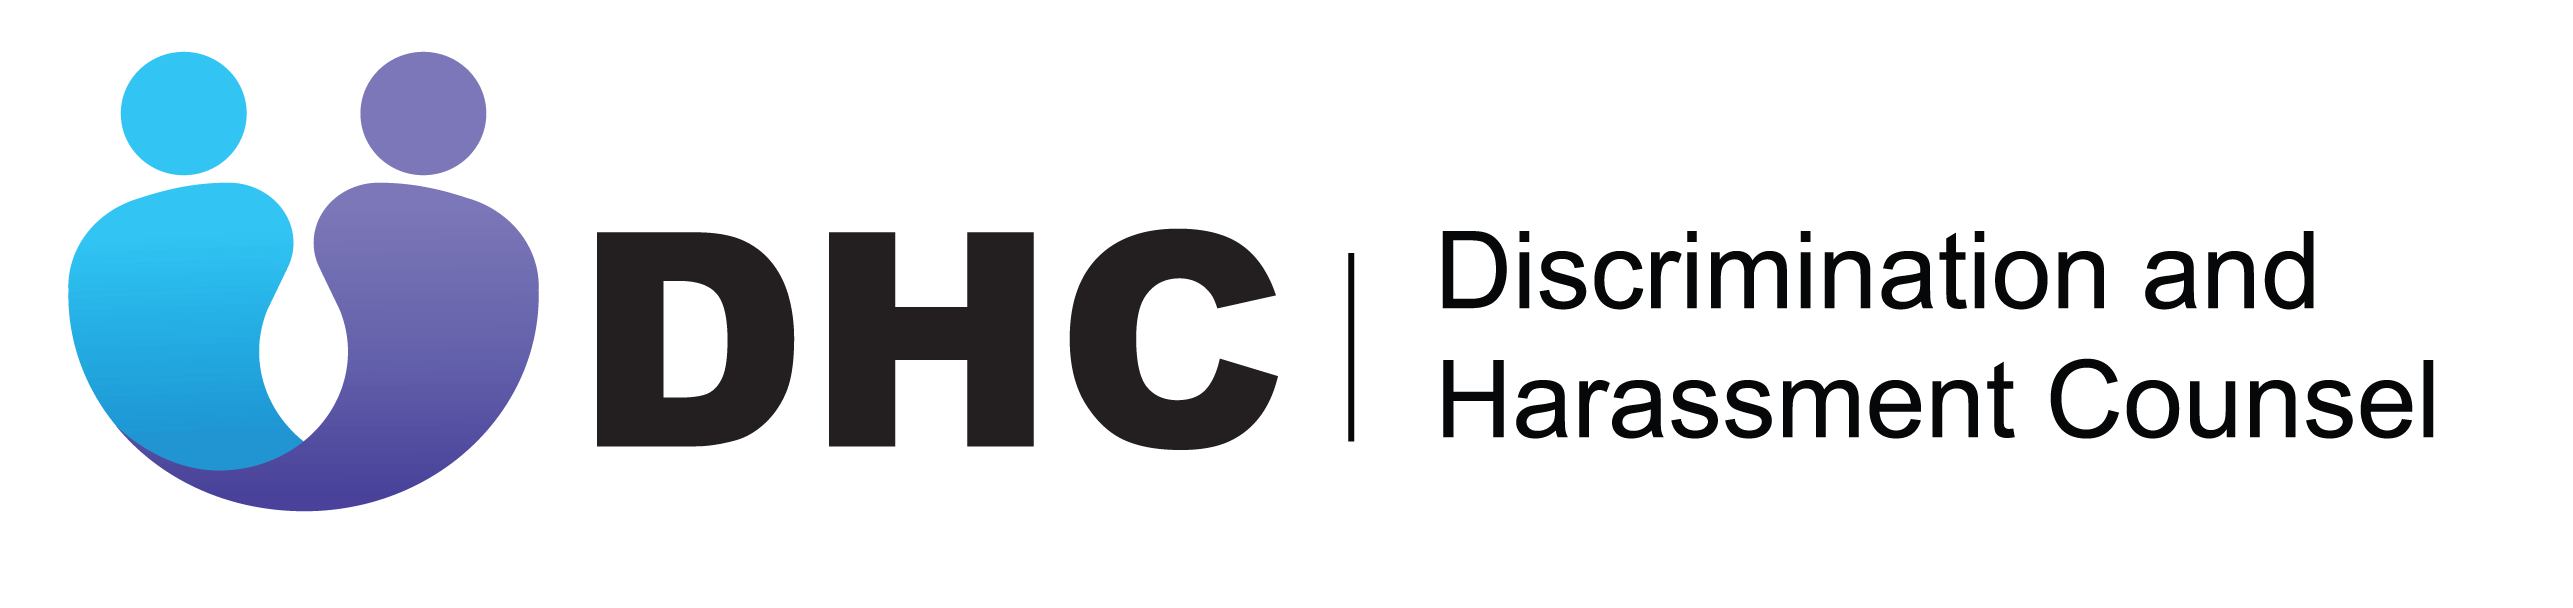 DHC
Discrimination and
Harassment Counsel